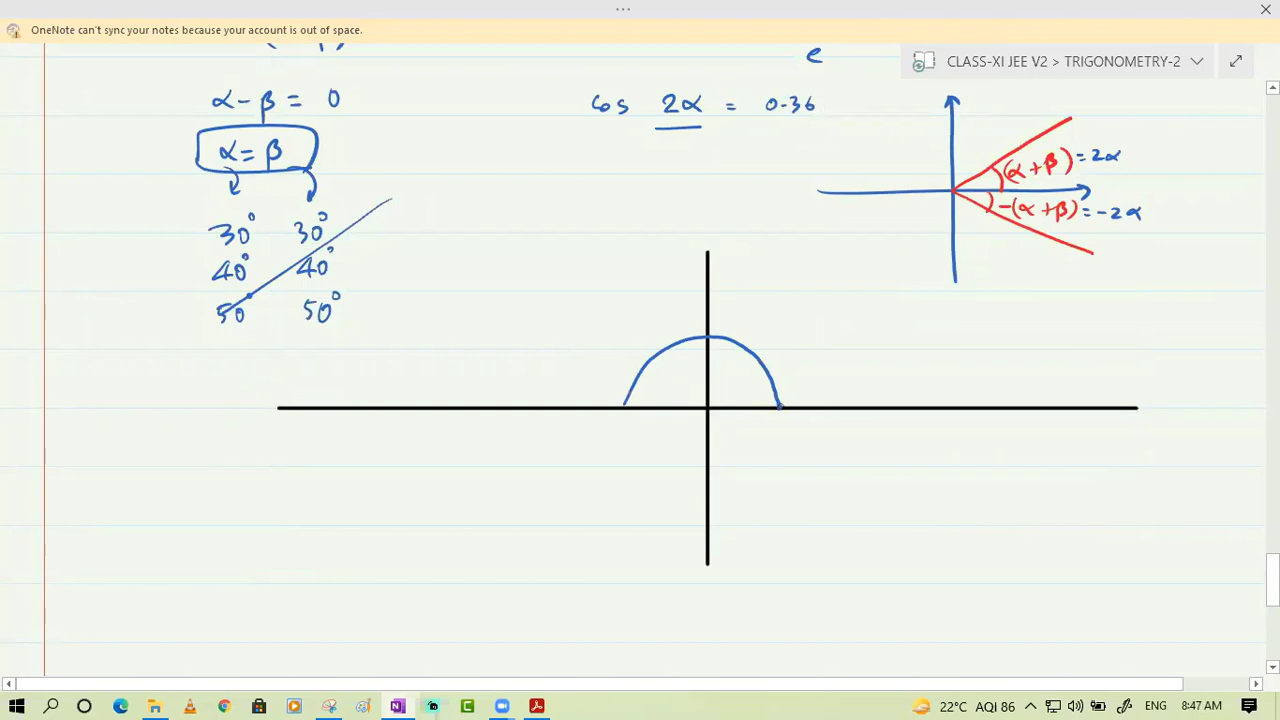 OneNote can't sync your notes because your account is out of space.
CLASS-XI JEE V2 > TRIGONOMETRY-2
e
α - β = 0
α = β
30° 30°
40° 40°
50 50°
Cos 2α = 0.36
(α+β) = 2α
-(α+β) = -2α
22°C AQI 86
ENG
8:47 AM